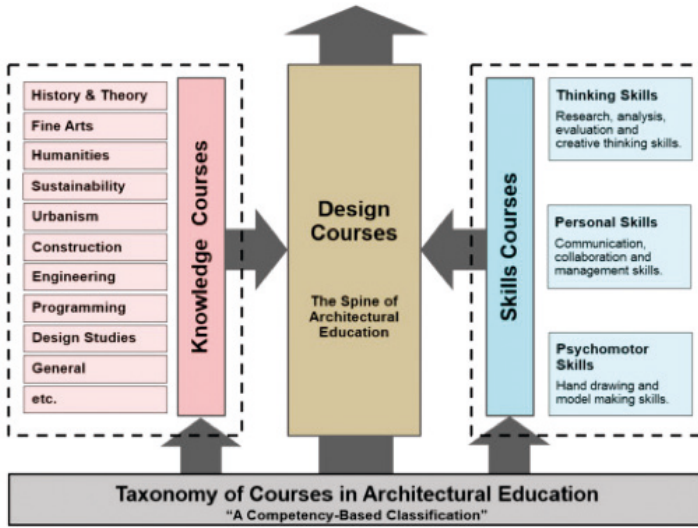 History & Theory
Fine Arts
Humanities
Sustainability
Urbanism
Construction
Engineering
Programming
Design Studies
General
etc.
Knowledge Courses
Design
Courses
The Spine of
Architectural
Education
Skills Courses
Thinking Skills
Research, analysis,
evaluation and
creative thinking skills.
Personal Skills
Communication,
collaboration and
management skills.
Psychomotor
Skills
Hand drawing and
model making skills.
Taxonomy of Courses in Architectural Education
“A Competency-Based Classification”